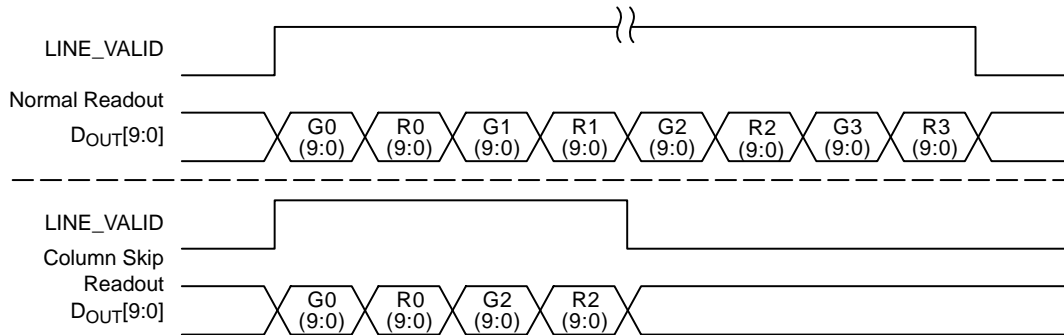 LINE_VALID
Normal Readout
DOUT[9:0]
G0 R0 G1 R1 G2 R2 G3 R3
(9:0) (9:0) (9:0) (9:0) (9:0) (9:0) (9:0) (9:0)
LINE_VALID
Column Skip
Readout
DOUT[9:0]
G0 R0 G2 R2
(9:0) (9:0) (9:0) (9:0)